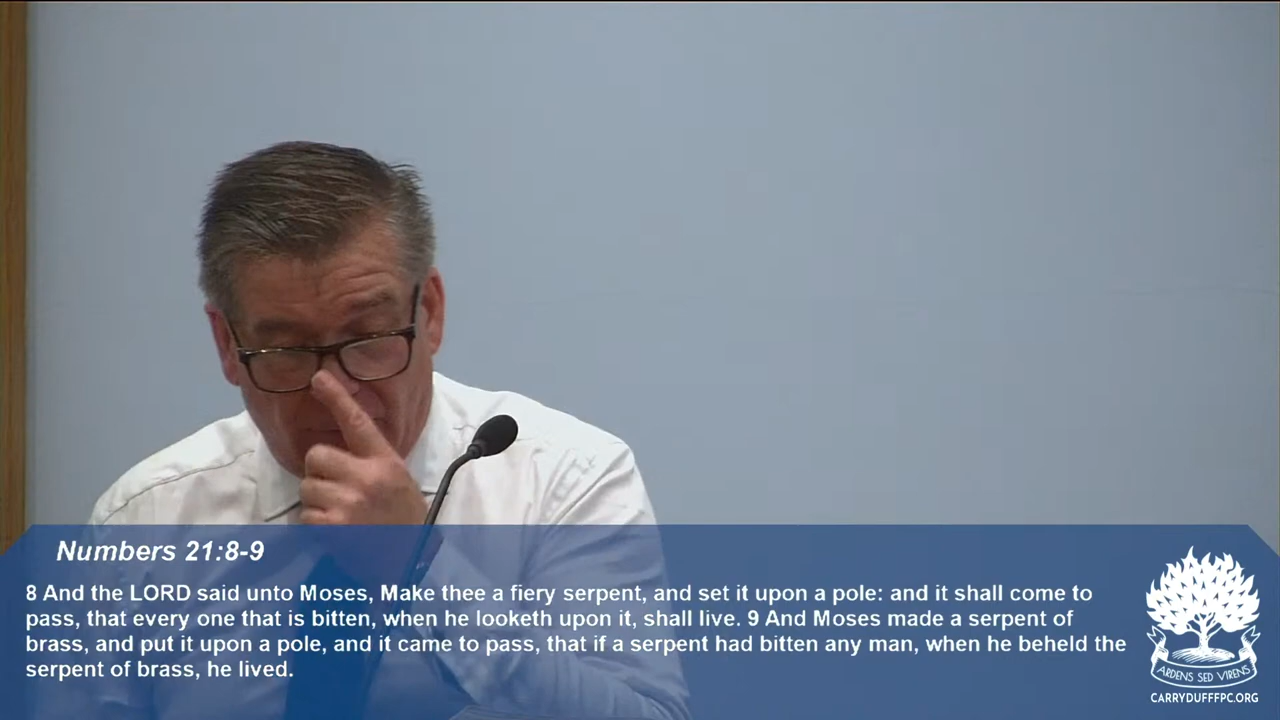 Numbers 21:8-9
8 And the LORD said unto Moses, Make thee a fiery serpent, and set it upon a pole: and it shall come to
pass, that every one that is bitten, when he looketh upon it, shall live. 9 And Moses made a serpent of
brass, and put it upon a pole, and it came to pass, that if a serpent had bitten any man, when he beheld the
serpent of brass, he lived.
ARDENS SED VIRENS
CARRYDUFFFPC.ORG